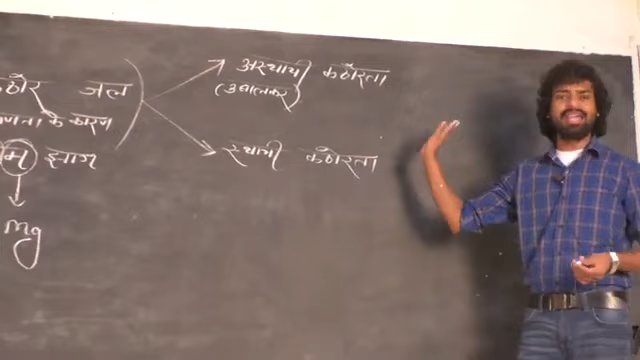 अस्थायी कठोरता
कठोर जल
(उबालकर)
के कारण
स्थायी कठोरता
झाग
Mg